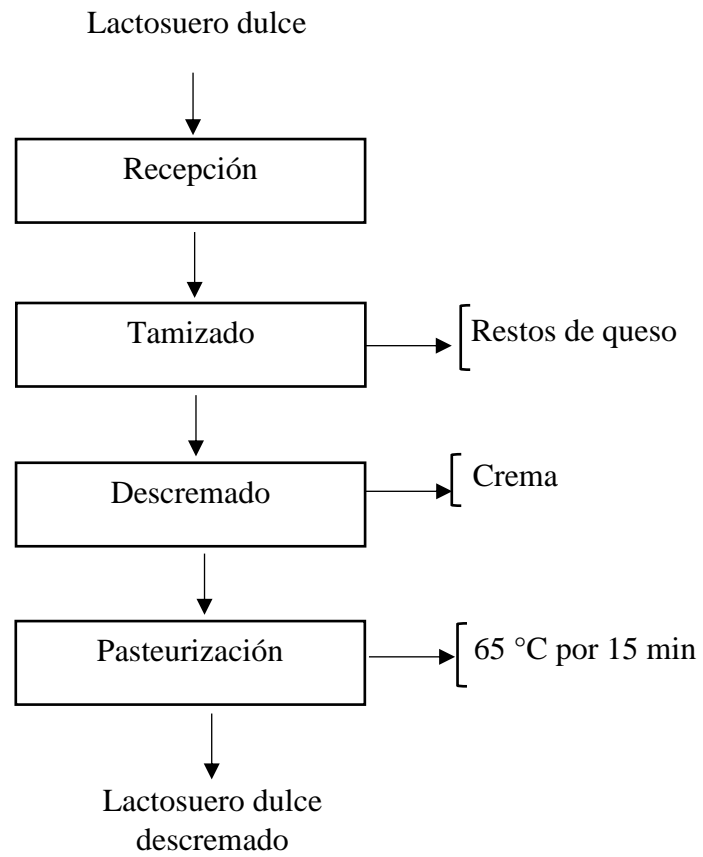 Lactosuero dulce
Recepción
Tamizado
Restos de queso
Descremado
Crema
Pasteurización
65 °C por 15 min
Lactosuero dulce
descremado